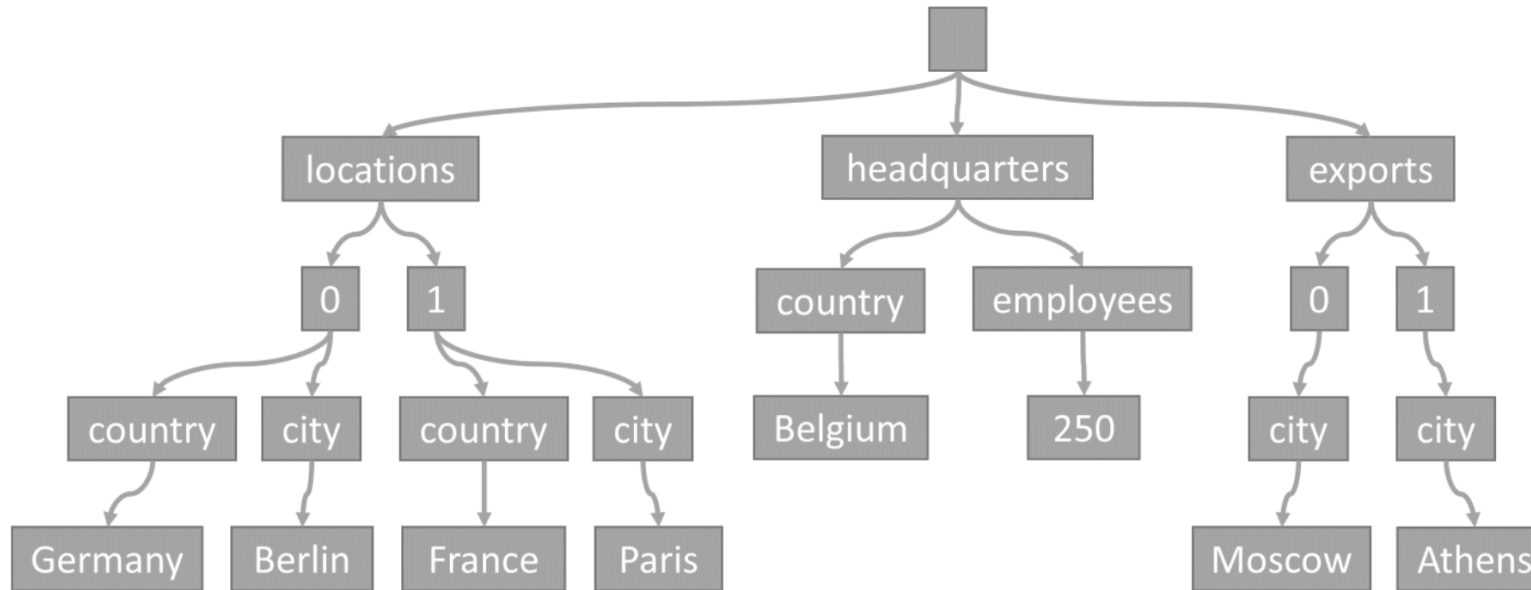 locations headquarters exports
0 1 country employees 0 1
country city country city Belgium 250 city city
Germany Berlin France Paris Moscow Athens